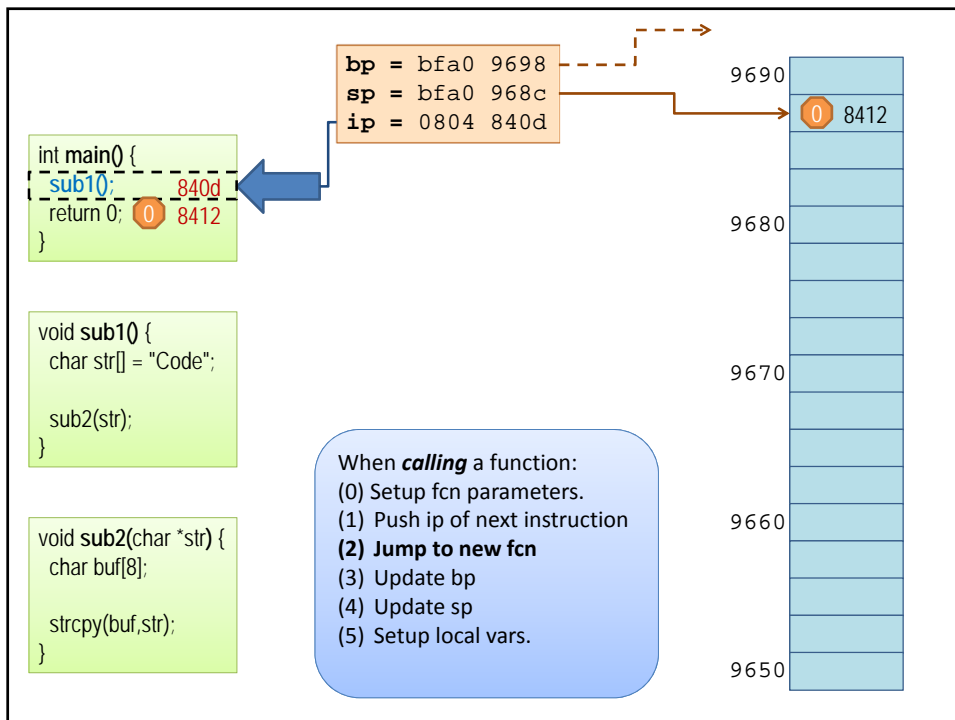 bp = bfa0 9698
sp = bfa0 968c
ip = 0804 840d
int main() {
sub1(); 840d
return 0; 0 8412
}
void sub1() {
char str[] = "Code";
sub2(str);
}
void sub2(char *str) {
char buf[8];
strcpy(buf,str);
}
When calling a function:
(0) Setup fcn parameters.
(1) Push ip of next instruction
(2) Jump to new fcn
(3) Update bp
(4) Update sp
(5) Setup local vars.
9690
0 8412
9680
9670
9660
9650